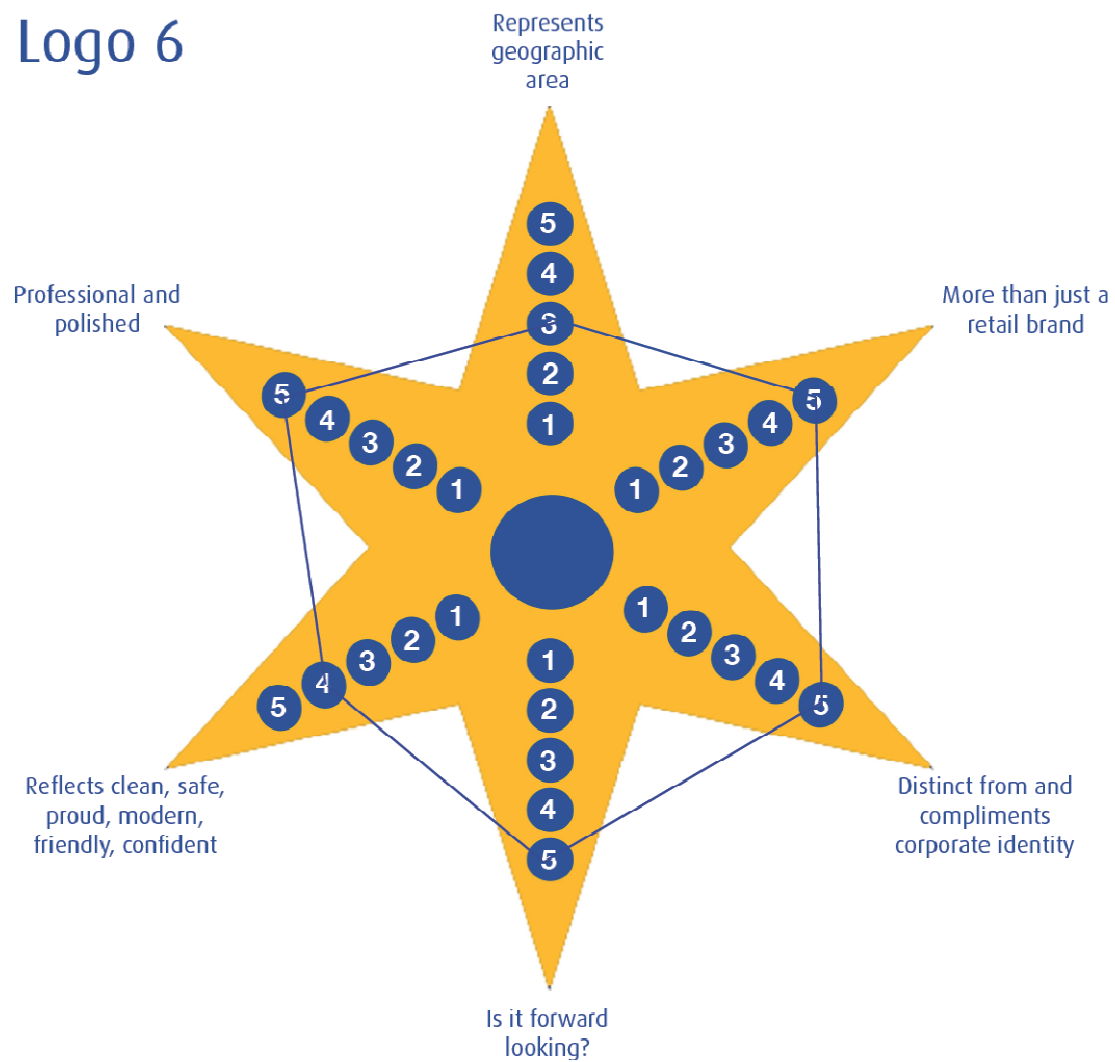 Logo 6
Represents
geographic
area
More than just a
retail brand
Distinct from and
compliments
corporate identity
Is it forward
looking?
Reflects clean, safe,
proud, modern,
friendly, confident
Professional and
polished
5
4
3
2
1
1
2
3
4
5
1
2
3
4
5
1
2
3
4
5
1
2
3
4
5
5
4
3
2
1